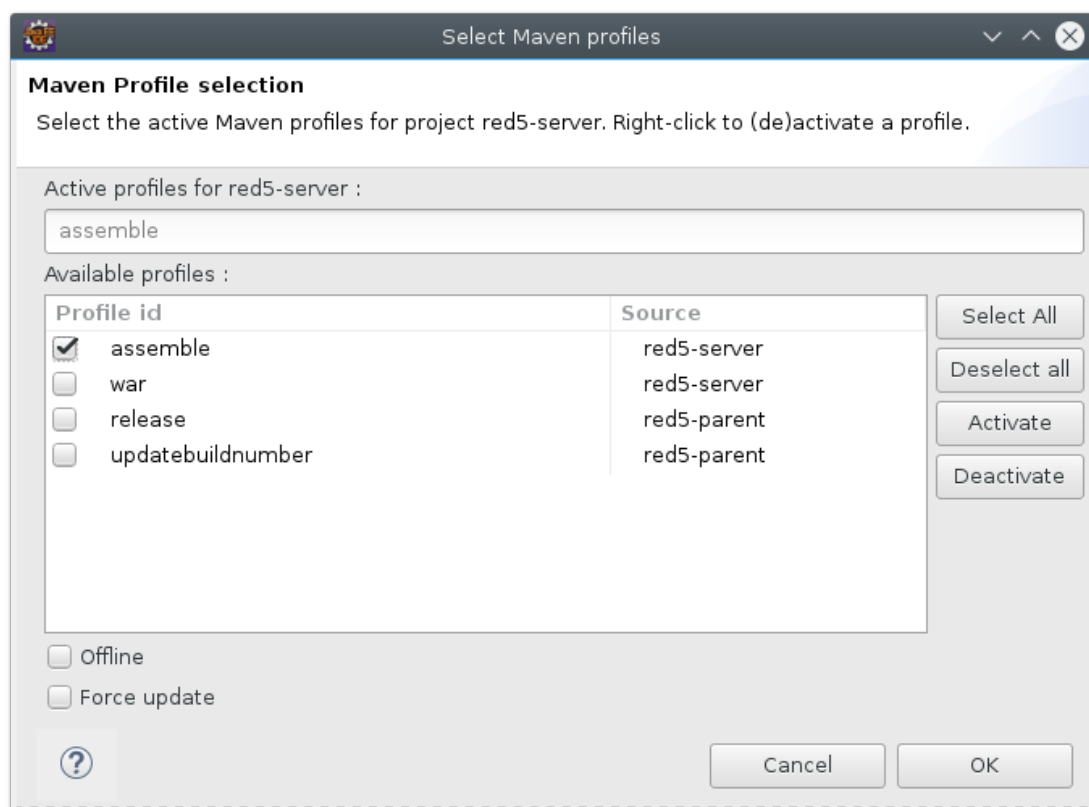 Select Maven profiles
Maven Profile selection
Select the active Maven profiles for project red5-server. Right-click to (de)activate a profile.
Active profiles for red5-server :
assemble
Available profiles :
Profile id Source
assemble red5-server
war red5-server
release red5-parent
updatebuildnumber red5-parent
Select All
Deselect all
Activate
Deactivate
Offline
Force update
?
Cancel OK